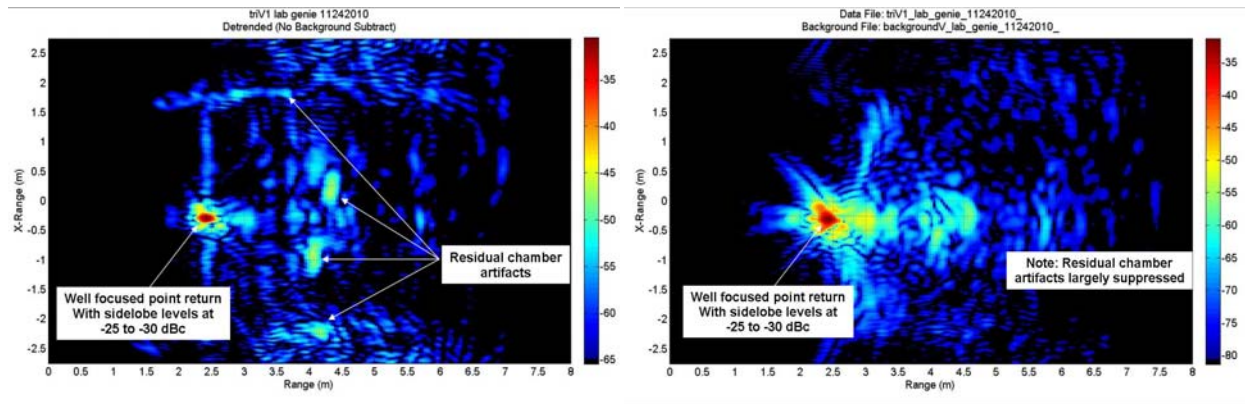 triV1 lab genie 11242010
Detrended (No Background Subtract)
X-Range (m)
2.5
2
1.5
1
0.5
0
-0.5
-1
-1.5
-2
-2.5
Residual chamber
artifacts
Well focused point return
With sidelobe levels at
-25 to -30 dBc
0 0.5 1 1.5 2 2.5 3 3.5 4 4.5 5 5.5 6 6.5 7 7.5 8
Range (m)
-35
-40
-45
-50
-55
-60
-65
Data File: triV1_lab_genie_11242010_
Background File: backgroundV_lab_genie_11242010_
X-Range (m)
2.5
2
1.5
1
0.5
0
-0.5
-1
-1.5
-2
-2.5
Note: Residual chamber
artifacts largely suppressed
Well focused point return
With sidelobe levels at
-25 to -30 dBc
0 0.5 1 1.5 2 2.5 3 3.5 4 4.5 5 5.5 6 6.5 7 7.5 8
Range (m)
-35
-40
-45
-50
-55
-60
-65
-70
-75
-80